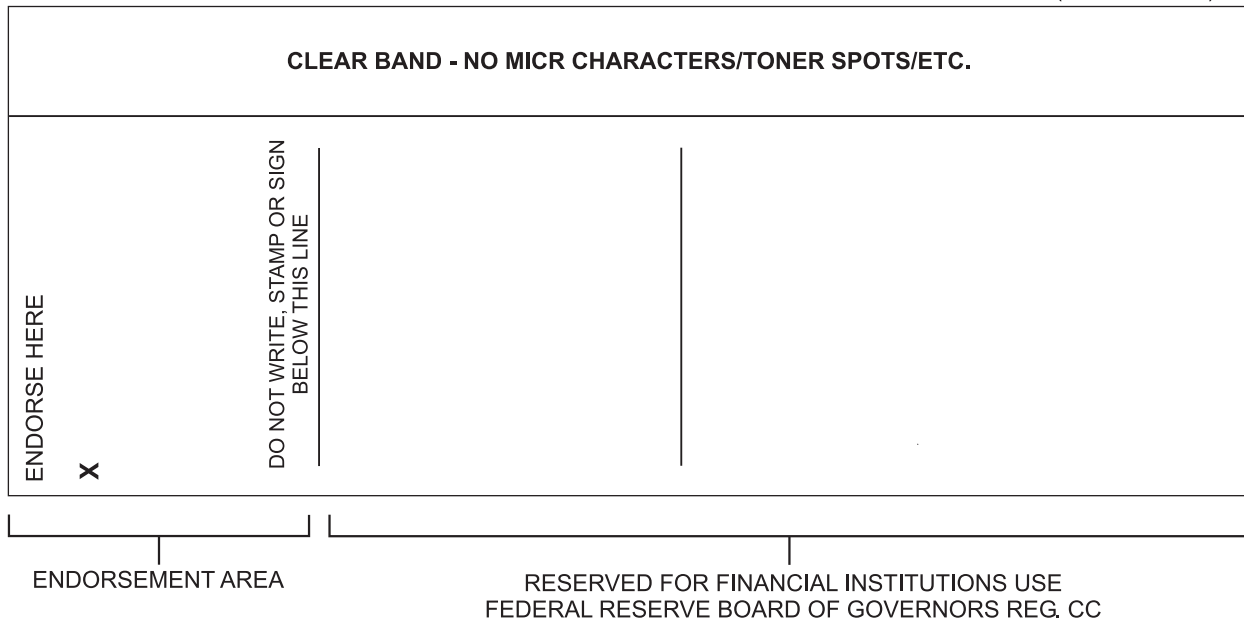 CLEAR BAND - NO MICR CHARACTERS/TONER SPOTS/ETC.
ENDORSE HERE
X
DO NOT WRITE, STAMP OR SIGN
BELOW THIS LINE
ENDORSEMENT AREA
RESERVED FOR FINANCIAL INSTITUTIONS USE
FEDERAL RESERVE BOARD OF GOVERNORS REG. CC